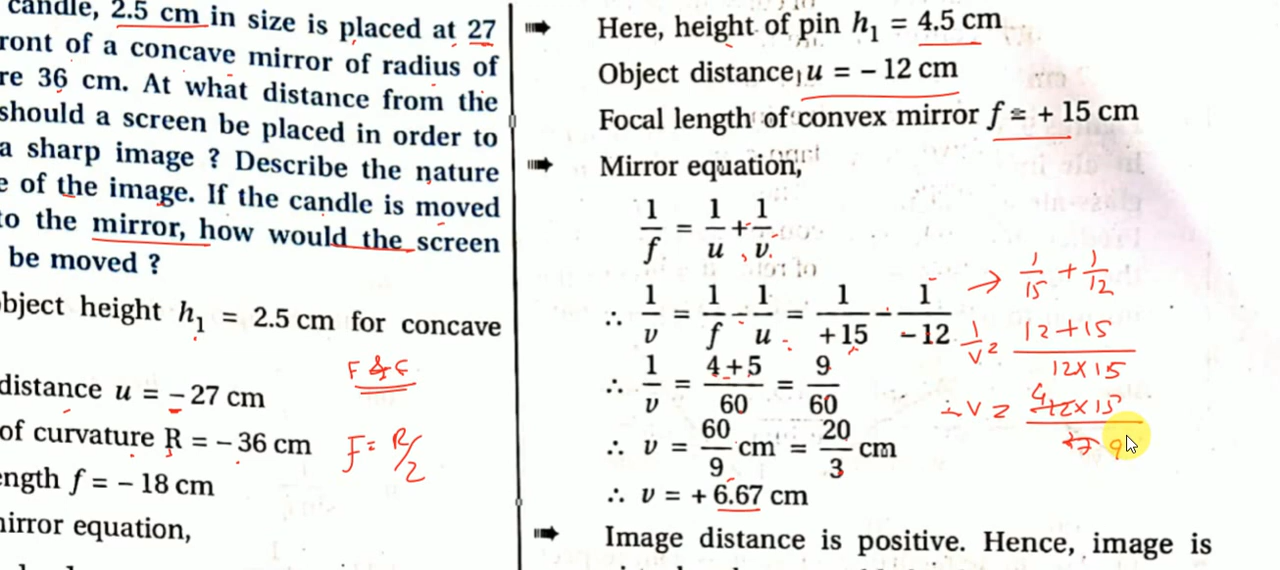 candle, 2.5 cm in size is placed at 27
ront of a concave mirror of radius of
re 36 cm. At what distance from the
should a screen be placed in order to
a sharp image ? Describe the nature
e of the image. If the candle is moved
to the mirror, how would the screen
be moved ?
bject height h₁ = 2.5 cm for concave
distance u = – 27 cm
of curvature R = – 36 cm
ength f = – 18 cm
nirror equation,
F & C
F = R/2
Here, height of pin h₁ = 4.5 cm
Object distance, u = – 12 cm
Focal length of convex mirror f = + 15 cm
Mirror equation,
1/f = 1/u + 1/v
∴ 1/v = 1/f - 1/u = 1/+15 - 1/-12
∴ 1/v = 4+5/60 = 9/60
∴ v = 60/9 cm = 20/3 cm
∴ v = + 6.67 cm
Image distance is positive. Hence, image is
→ 1/15 + 1/12
1/v = 12+15/12×15
∴ v = 12×15/27
4
9